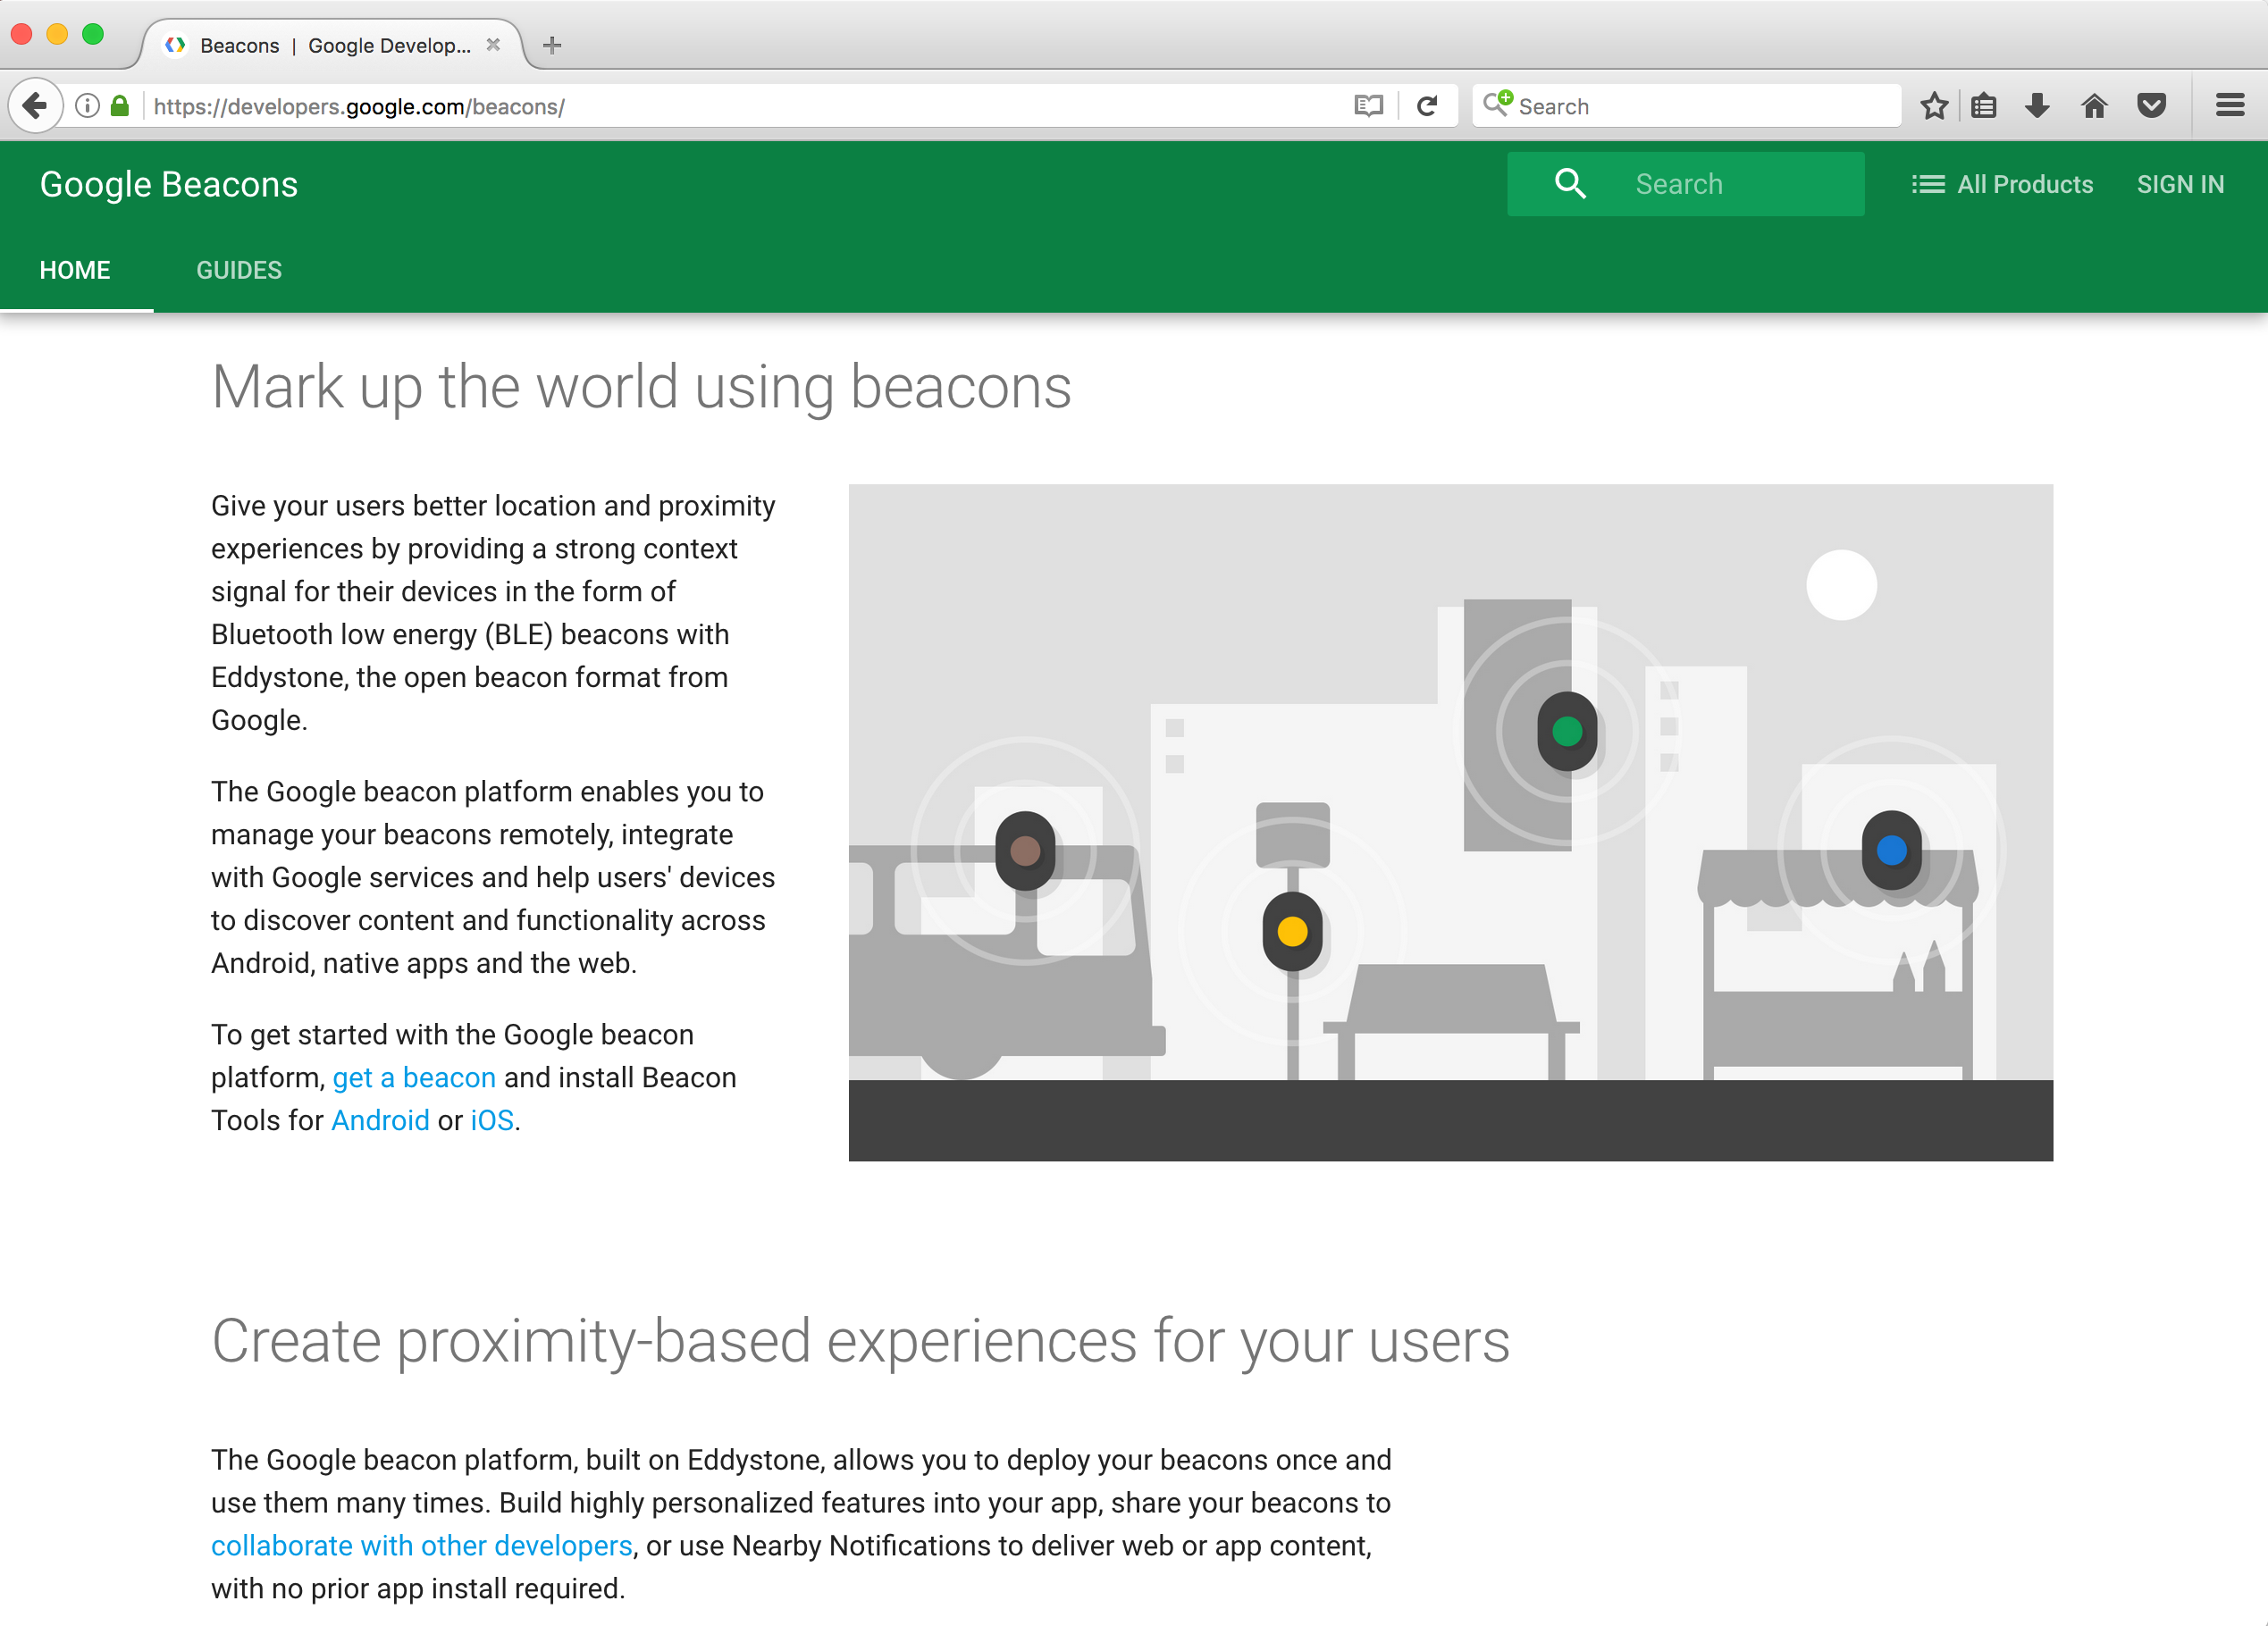 Beacons | Google Develop...
https://developers.google.com/beacons/
Search
Google Beacons
Search
All Products
SIGN IN
HOME
GUIDES
Mark up the world using beacons
Give your users better location and proximity
experiences by providing a strong context
signal for their devices in the form of
Bluetooth low energy (BLE) beacons with
Eddystone, the open beacon format from
Google.
The Google beacon platform enables you to
manage your beacons remotely, integrate
with Google services and help users' devices
to discover content and functionality across
Android, native apps and the web.
To get started with the Google beacon
platform, get a beacon and install Beacon
Tools for Android or iOS.
Create proximity-based experiences for your users
The Google beacon platform, built on Eddystone, allows you to deploy your beacons once and
use them many times. Build highly personalized features into your app, share your beacons to
collaborate with other developers, or use Nearby Notifications to deliver web or app content,
with no prior app install required.